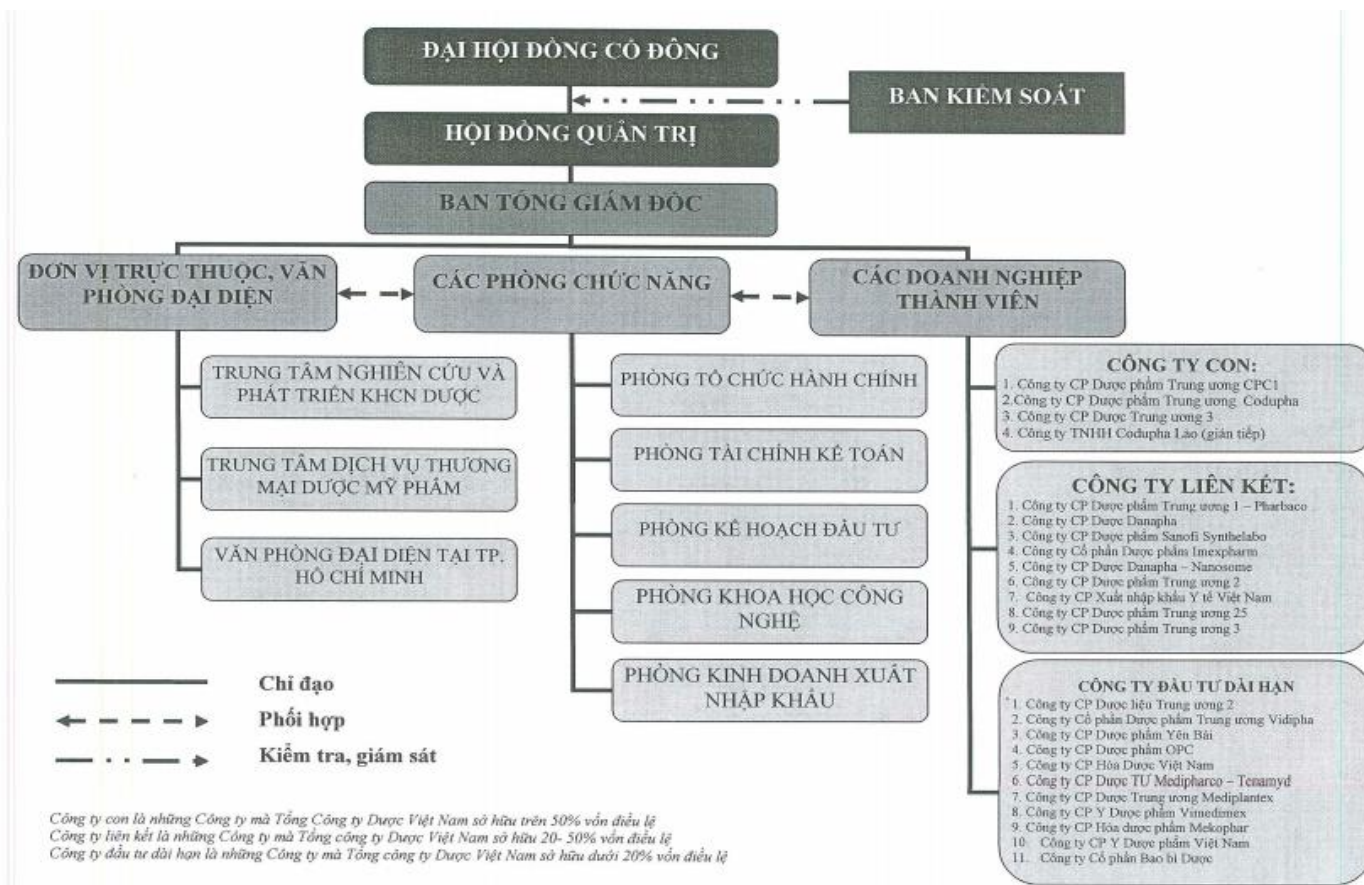 ĐẠI HỘI ĐỒNG CỔ ĐÔNG
BAN KIỂM SOÁT
HỘI ĐỒNG QUẢN TRỊ
BAN TỔNG GIÁM ĐỐC
ĐƠN VỊ TRỰC THUỘC, VĂN
PHÒNG ĐẠI DIỆN
CÁC PHÒNG CHỨC NĂNG
CÁC DOANH NGHIỆP
THÀNH VIÊN
TRUNG TÂM NGHIÊN CỨU VÀ
PHÁT TRIỂN KHCN DƯỢC
TRUNG TÂM DỊCH VỤ THƯƠNG
MẠI DƯỢC MỸ PHẨM
VĂN PHÒNG ĐẠI DIỆN TẠI TP.
HỒ CHÍ MINH
PHÒNG TỔ CHỨC HÀNH CHÍNH
PHÒNG TÀI CHÍNH KẾ TOÁN
PHÒNG KẾ HOẠCH ĐẦU TƯ
PHÒNG KHOA HỌC CÔNG
NGHỆ
PHÒNG KINH DOANH XUẤT
NHẬP KHẨU
CÔNG TY CON:
1. Công ty CP Dược phẩm Trung ương CPC1
2.Công ty CP Dược phẩm Trung ương Codupha
3. Công ty CP Dược Trung ương 3
4. Công ty TNHH Codupha Lào (gián tiếp)
CÔNG TY LIÊN KẾT:
1. Công ty CP Dược phẩm Trung ương 1 – Pharbaco
2. Công ty CP Dược Danapha
3. Công ty CP Dược phẩm Sanofi Synthelabo
4. Công ty Cổ phần Dược phẩm Imexpharm
5. Công ty CP Dược Danapha – Nanosome
6. Công ty CP Dược phẩm Trung ương 2
7. Công ty CP Xuất nhập khẩu Y tế Việt Nam
8. Công ty CP Dược phẩm Trung ương 25
9. Công ty CP Dược phẩm Trung ương 3
CÔNG TY ĐẦU TƯ DÀI HẠN
1. Công ty CP Dược liệu Trung ương 2
2. Công ty Cổ phần Dược phẩm Trung ương Vidipha
3. Công ty CP Dược phẩm Yên Bái
4. Công ty CP Dược phẩm OPC
5. Công ty CP Hóa Dược Việt Nam
6. Công ty CP Dược TƯ Medipharco – Tenamyd
7. Công ty CP Dược Trung ương Mediplantex
8. Công ty CP Y Dược phẩm Vimedimex
9. Công ty CP Hóa dược phẩm Mekophar
10. Công ty CP Y Dược phẩm Việt Nam
11. Công ty Cổ phần Bao bì Dược
Chỉ đạo
Phối hợp
Kiểm tra, giám sát
Công ty con là những Công ty mà Tổng Công ty Dược Việt Nam sở hữu trên 50% vốn điều lệ
Công ty liên kết là những Công ty mà Tổng công ty Dược Việt Nam sở hữu 20- 50% vốn điều lệ
Công ty đầu tư dài hạn là những Công ty mà Tổng công ty Dược Việt Nam sở hữu dưới 20% vốn điều lệ